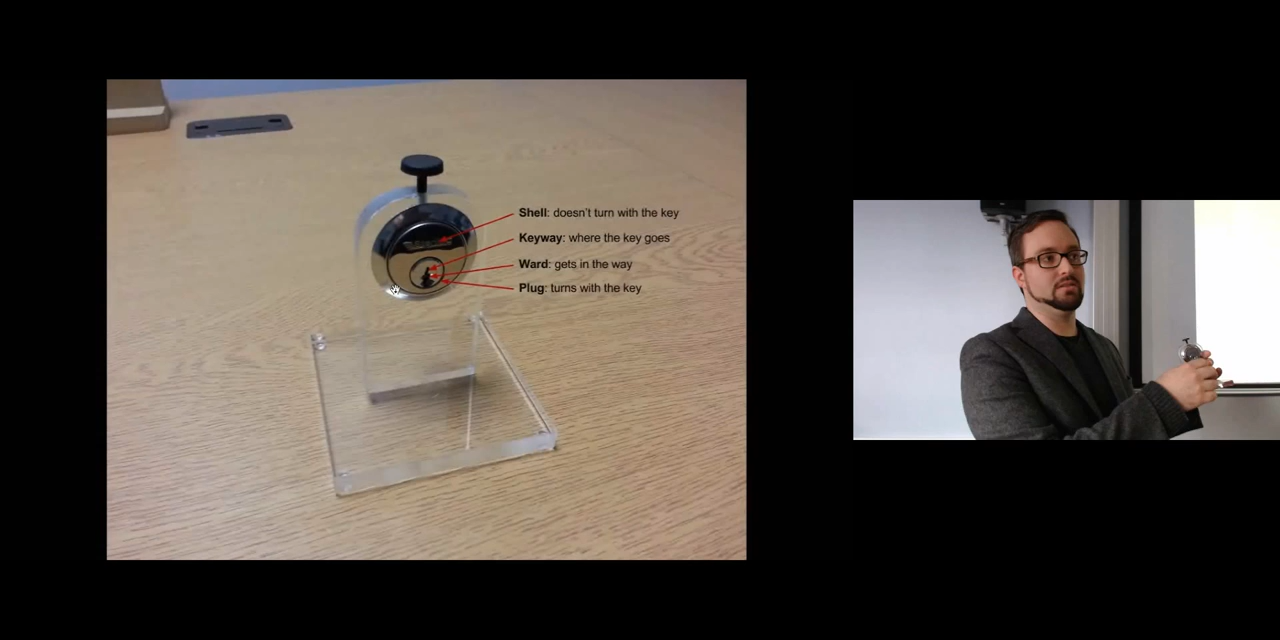 Shell: doesn't turn with the key
Keyway: where the key goes
Ward: gets in the way
Plug: turns with the key